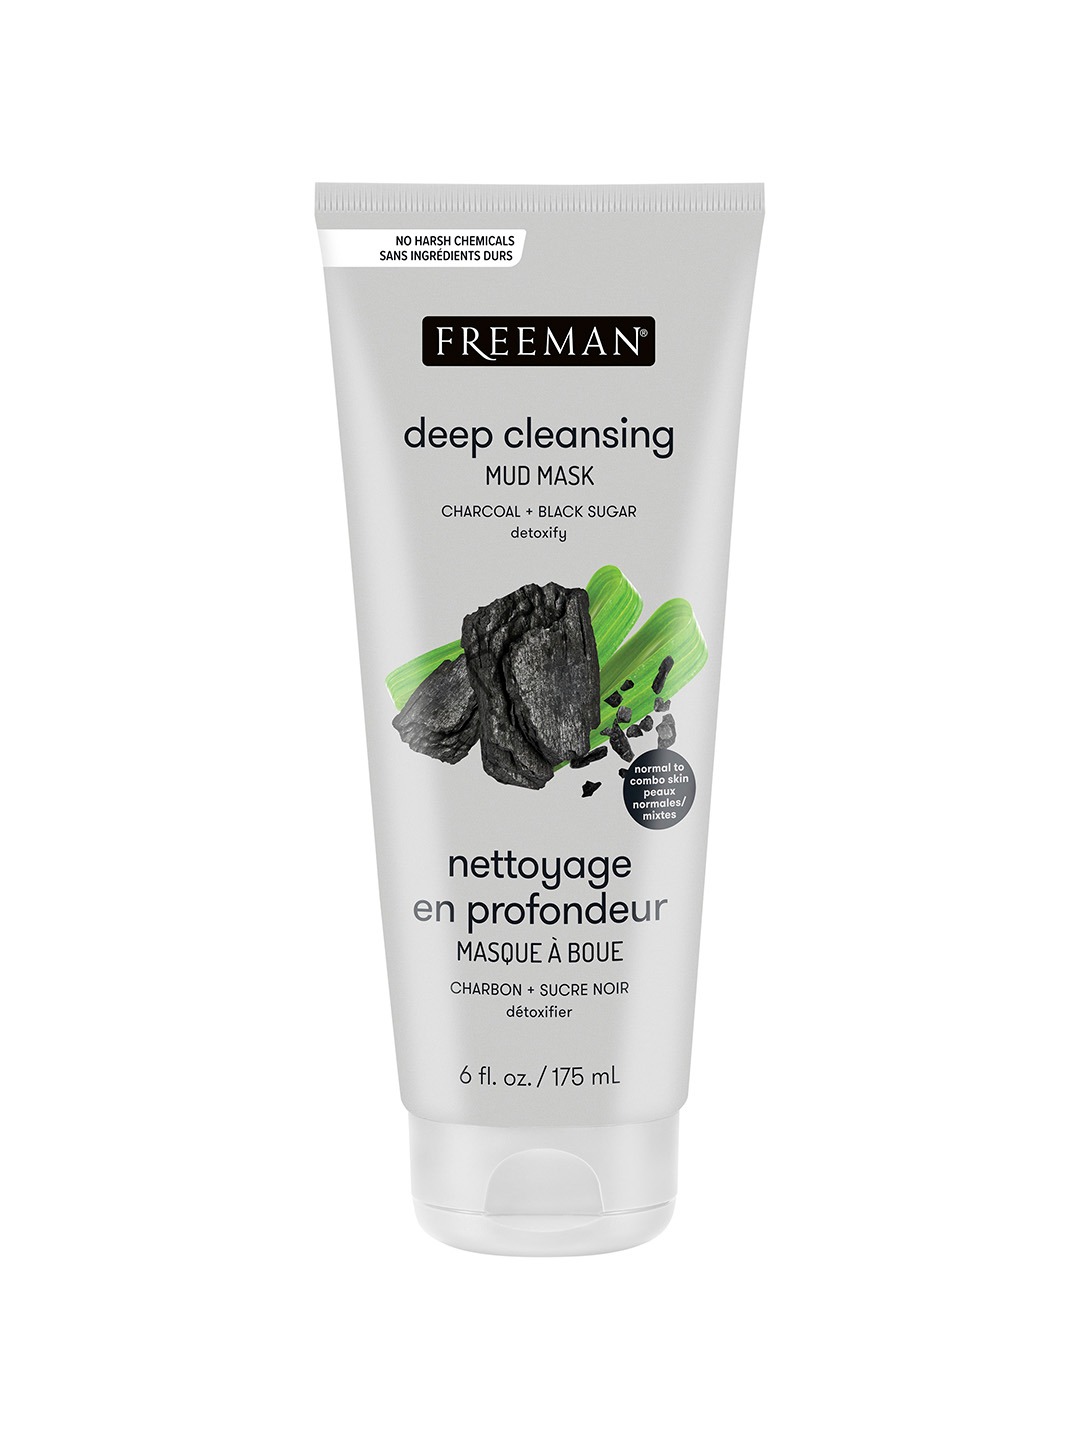 NO HARSH CHEMICALS
SANS INGRÉDIENTS DURS
FREEMAN®
deep cleansing
MUD MASK
CHARCOAL + BLACK SUGAR
detoxify
normal to
combo skin
peaux
normales/
mixtes
nettoyage
en profondeur
MASQUE À BOUE
CHARBON + SUCRE NOIR
détoxifier
6 fl. oz. / 175 mL